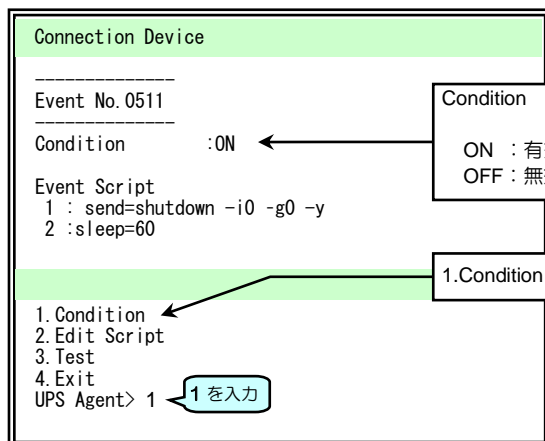 Connection Device
--------------
Event No.0511
--------------
Condition :ON
Event Script
1 : send=shutdown –i0 -g0 –y
2 :sleep=60
Condition
ON ：有
OFF：無
1.Condition
1.Condition
2.Edit Script
3.Test
4.Exit
UPS Agent> 1
1 を入力